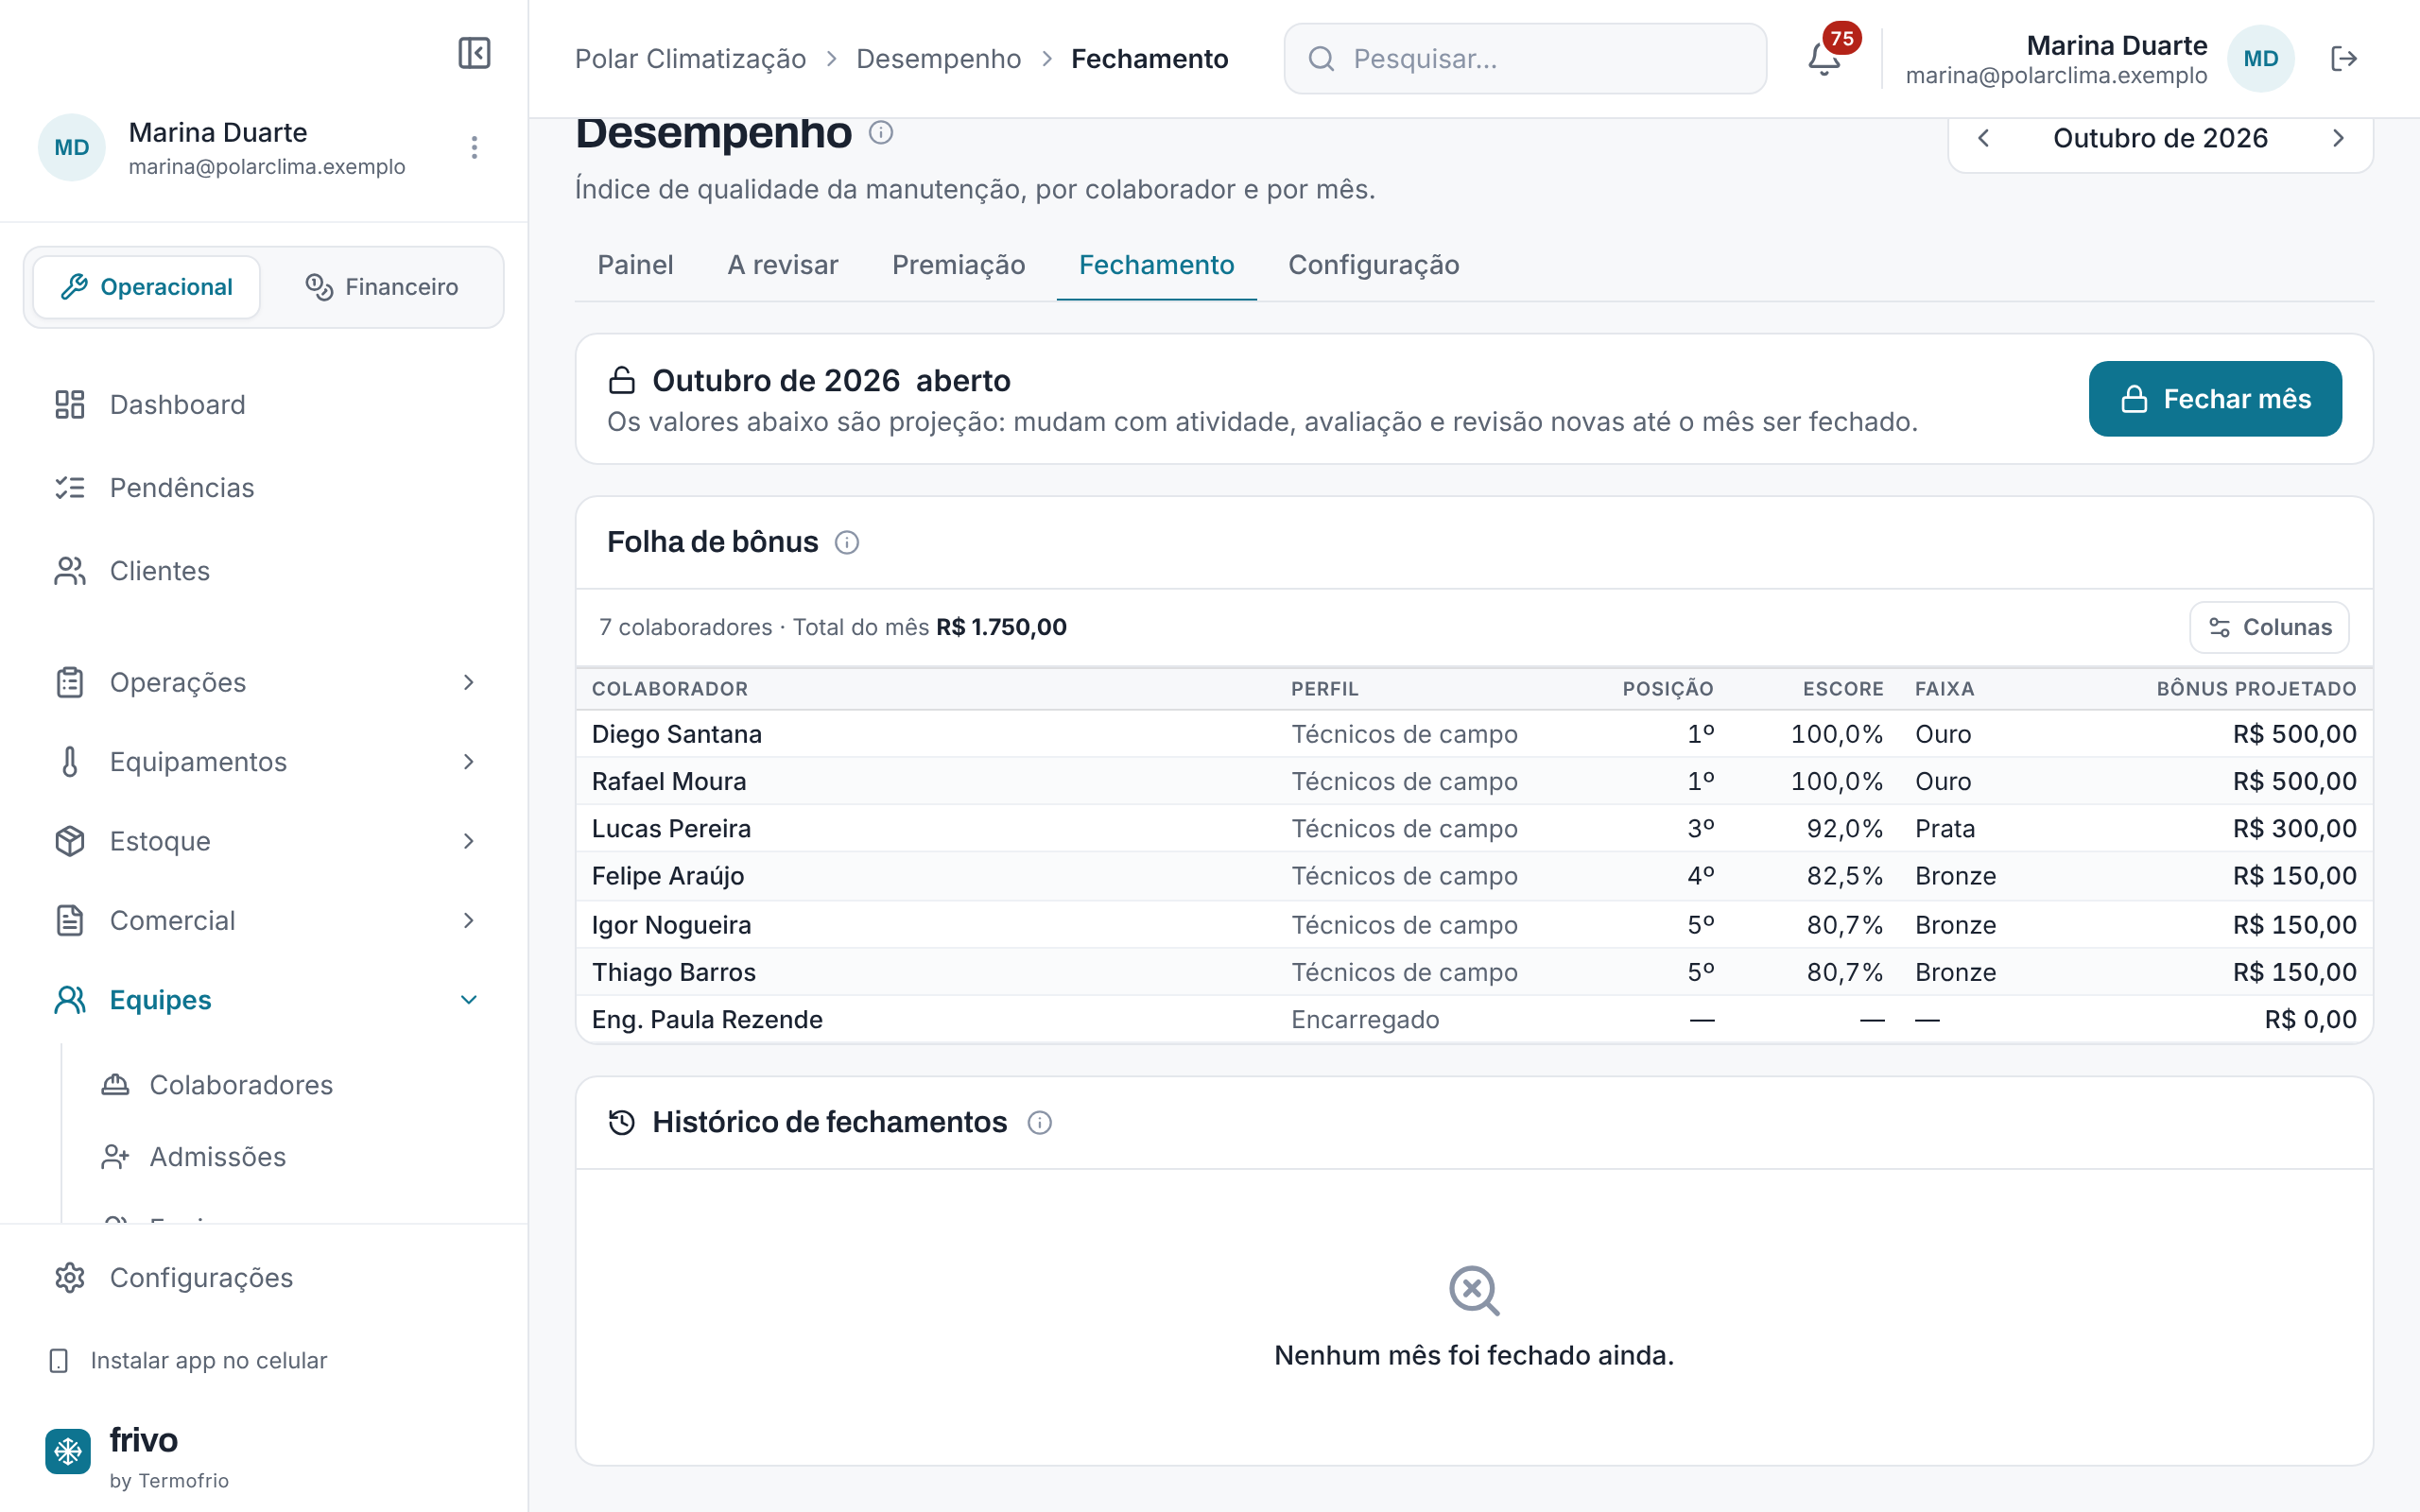 MD
Marina Duarte
marina@polarclima.exemplo
Operacional
Financeiro
Dashboard
Pendências
Clientes
Operações
Equipamentos
Estoque
Comercial
Equipes
Colaboradores
Admissões
Configurações
Instalar app no celular
frivo
by Termofrio
Polar Climatização > Desempenho > Fechamento
Pesquisar...
75
Marina Duarte
marina@polarclima.exemplo
MD
Desempenho
Outubro de 2026
Índice de qualidade da manutenção, por colaborador e por mês.
Painel A revisar Premiação Fechamento Configuração
Outubro de 2026 aberto
Os valores abaixo são projeção: mudam com atividade, avaliação e revisão novas até o mês ser fechado.
Fechar mês
Folha de bônus
7 colaboradores · Total do mês R$ 1.750,00
Colunas
COLABORADOR PERFIL POSIÇÃO ESCORE FAIXA BÔNUS PROJETADO
Diego Santana Técnicos de campo 1º 100,0% Ouro R$ 500,00
Rafael Moura Técnicos de campo 1º 100,0% Ouro R$ 500,00
Lucas Pereira Técnicos de campo 3º 92,0% Prata R$ 300,00
Felipe Araújo Técnicos de campo 4º 82,5% Bronze R$ 150,00
Igor Nogueira Técnicos de campo 5º 80,7% Bronze R$ 150,00
Thiago Barros Técnicos de campo 5º 80,7% Bronze R$ 150,00
Eng. Paula Rezende Encarregado — — — R$ 0,00
Histórico de fechamentos
Nenhum mês foi fechado ainda.